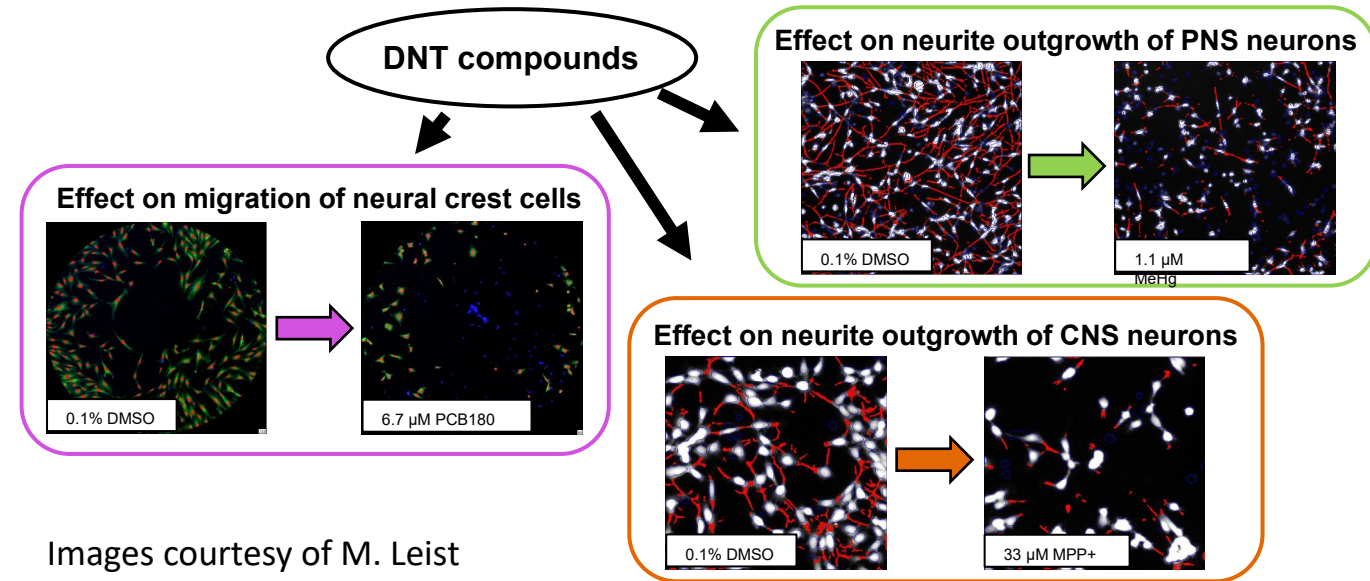 DNT compounds
Effect on neurite outgrowth of PNS neurons
0.1% DMSO
1.1 µM
MeHg
Effect on migration of neural crest cells
0.1% DMSO
6.7 µM PCB180
Effect on neurite outgrowth of CNS neurons
0.1% DMSO
33 µM MPP+
Images courtesy of M. Leist